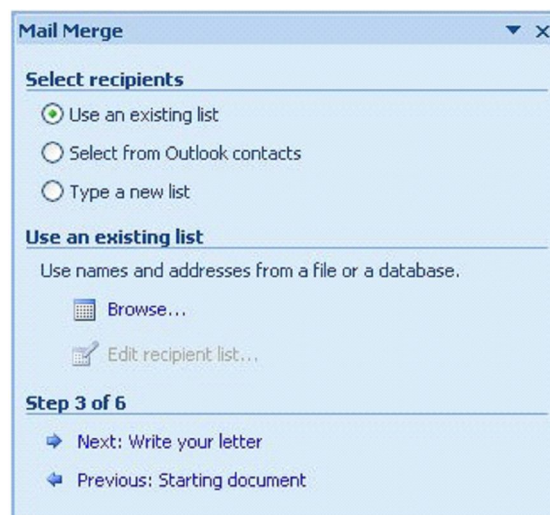 Mail Merge
Select recipients
Use an existing list
Select from Outlook contacts
Type a new list
Use an existing list
Use names and addresses from a file or a database.
Browse...
Edit recipient list...
Step 3 of 6
Next: Write your letter
Previous: Starting document